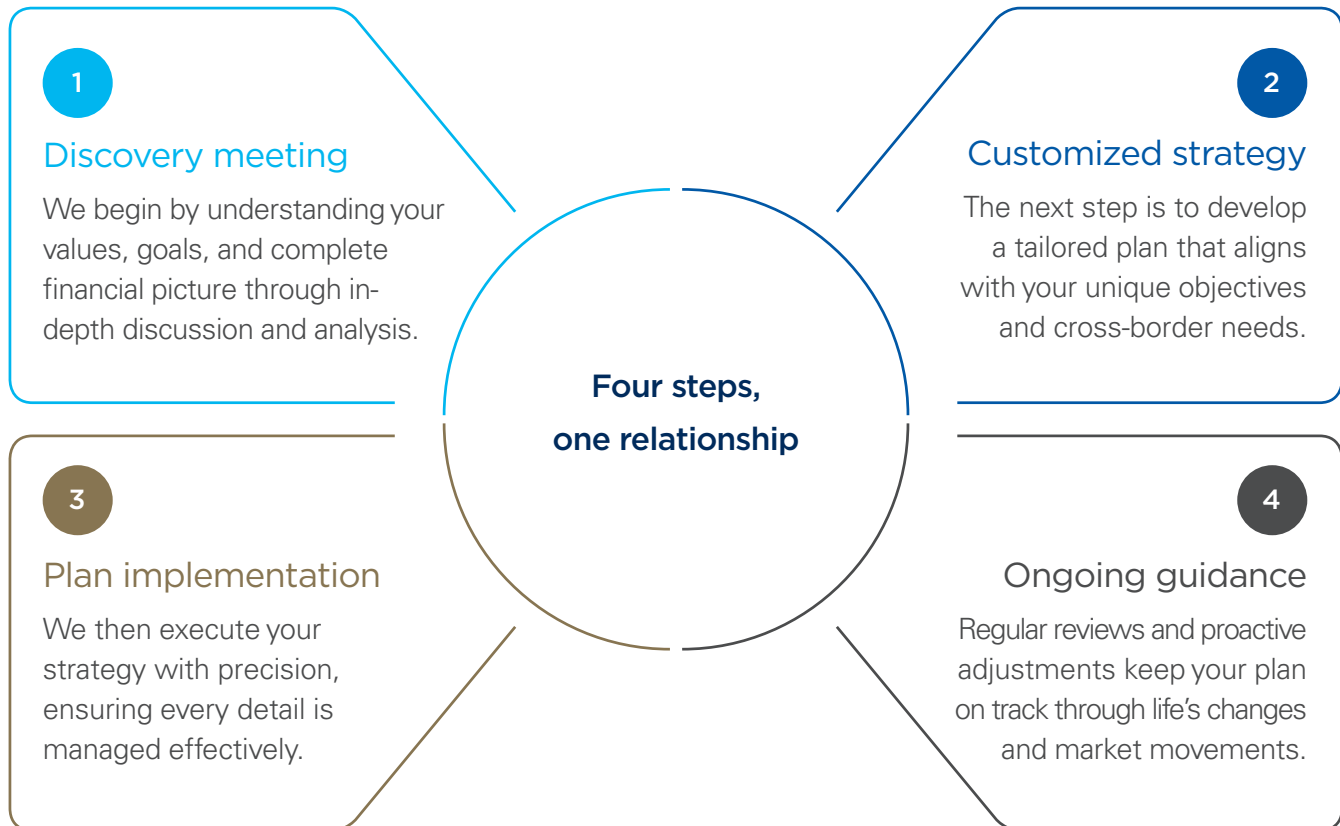 1
Discovery meeting
We begin by understanding your
values, goals, and complete
financial picture through in-
depth discussion and analysis.
2
Customized strategy
The next step is to develop
a tailored plan that aligns
with your unique objectives
and cross-border needs.
Four steps,
one relationship
3
Plan implementation
We then execute your
strategy with precision,
ensuring every detail is
managed effectively.
4
Ongoing guidance
Regular reviews and proactive
adjustments keep your plan
on track through life’s changes
and market movements.